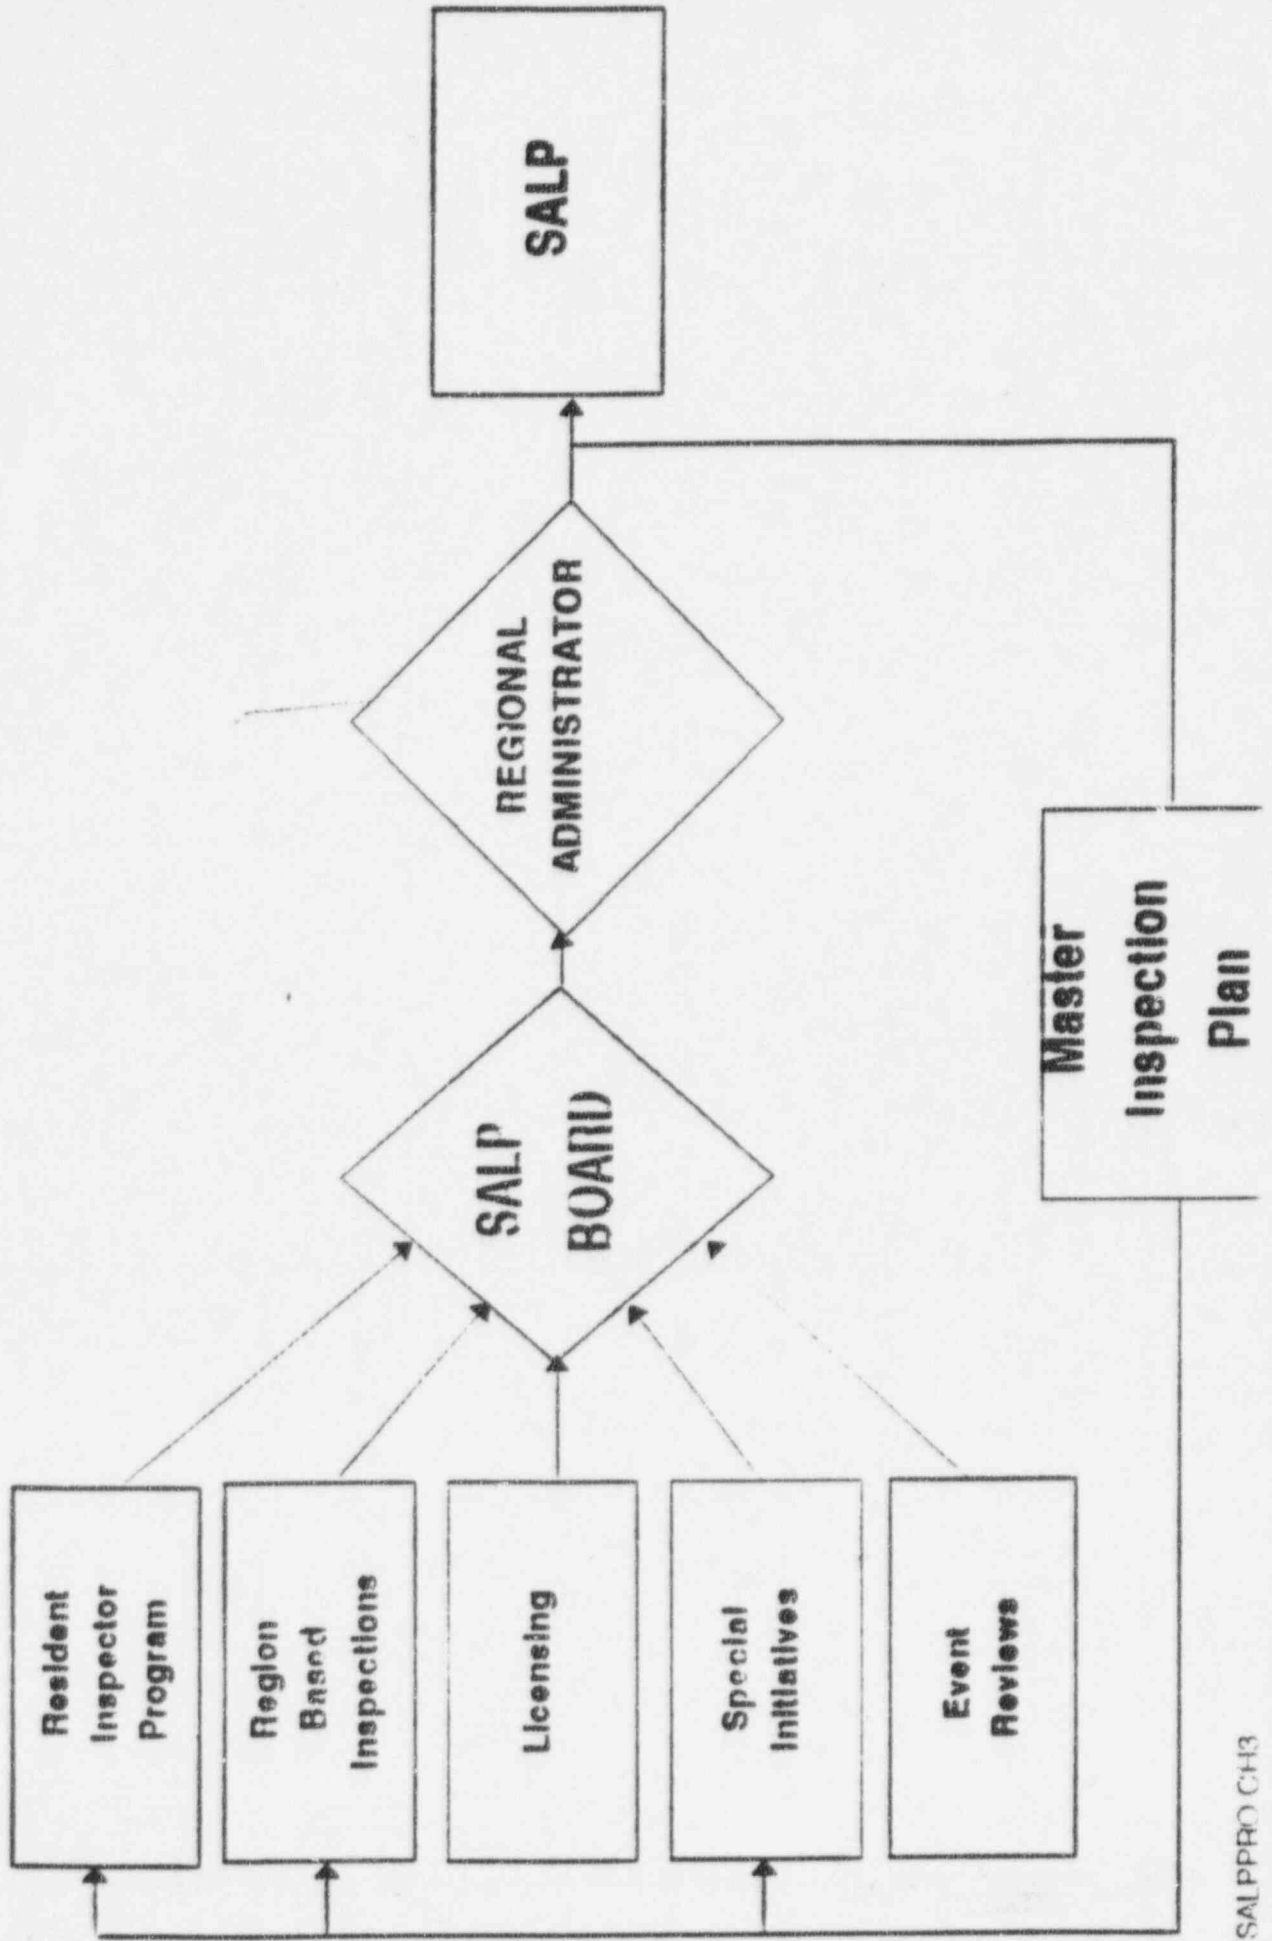 Resident
Inspector
Program
Region
Based
Inspections
Licensing
Special
Initiatives
Event
Reviews
SALP
BOARD
REGIONAL
ADMINISTRATOR
SALP
Master
Inspection
Plan
SALPPRO CH3